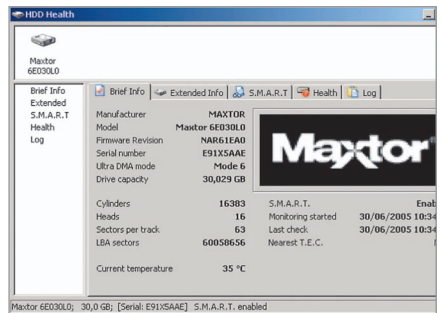 HDD Health
Maxtor
6E030L0
Brief Info
Extended
S.M.A.R.T
Health
Log
Brief Info Extended Info S.M.A.R.T Health Log
Manufacturer MAXTOR
Model Maxtor 6E030L0
Firmware Revision NAR61EA0
Serial number E91X5AAE
Ultra DMA mode Mode 6
Drive capacity 30,029 GB
Maxtor
Cylinders 16383
Heads 16
Sectors per track 63
LBA sectors 60058656
Current temperature 35 °C
S.M.A.R.T. Enab
Monitoring started 30/06/2005 10:34
Last check 30/06/2005 10:34
Nearest T.E.C.
Maxtor 6E030L0; 30,0 GB; [Serial: E91X5AAE] S.M.A.R.T. enabled